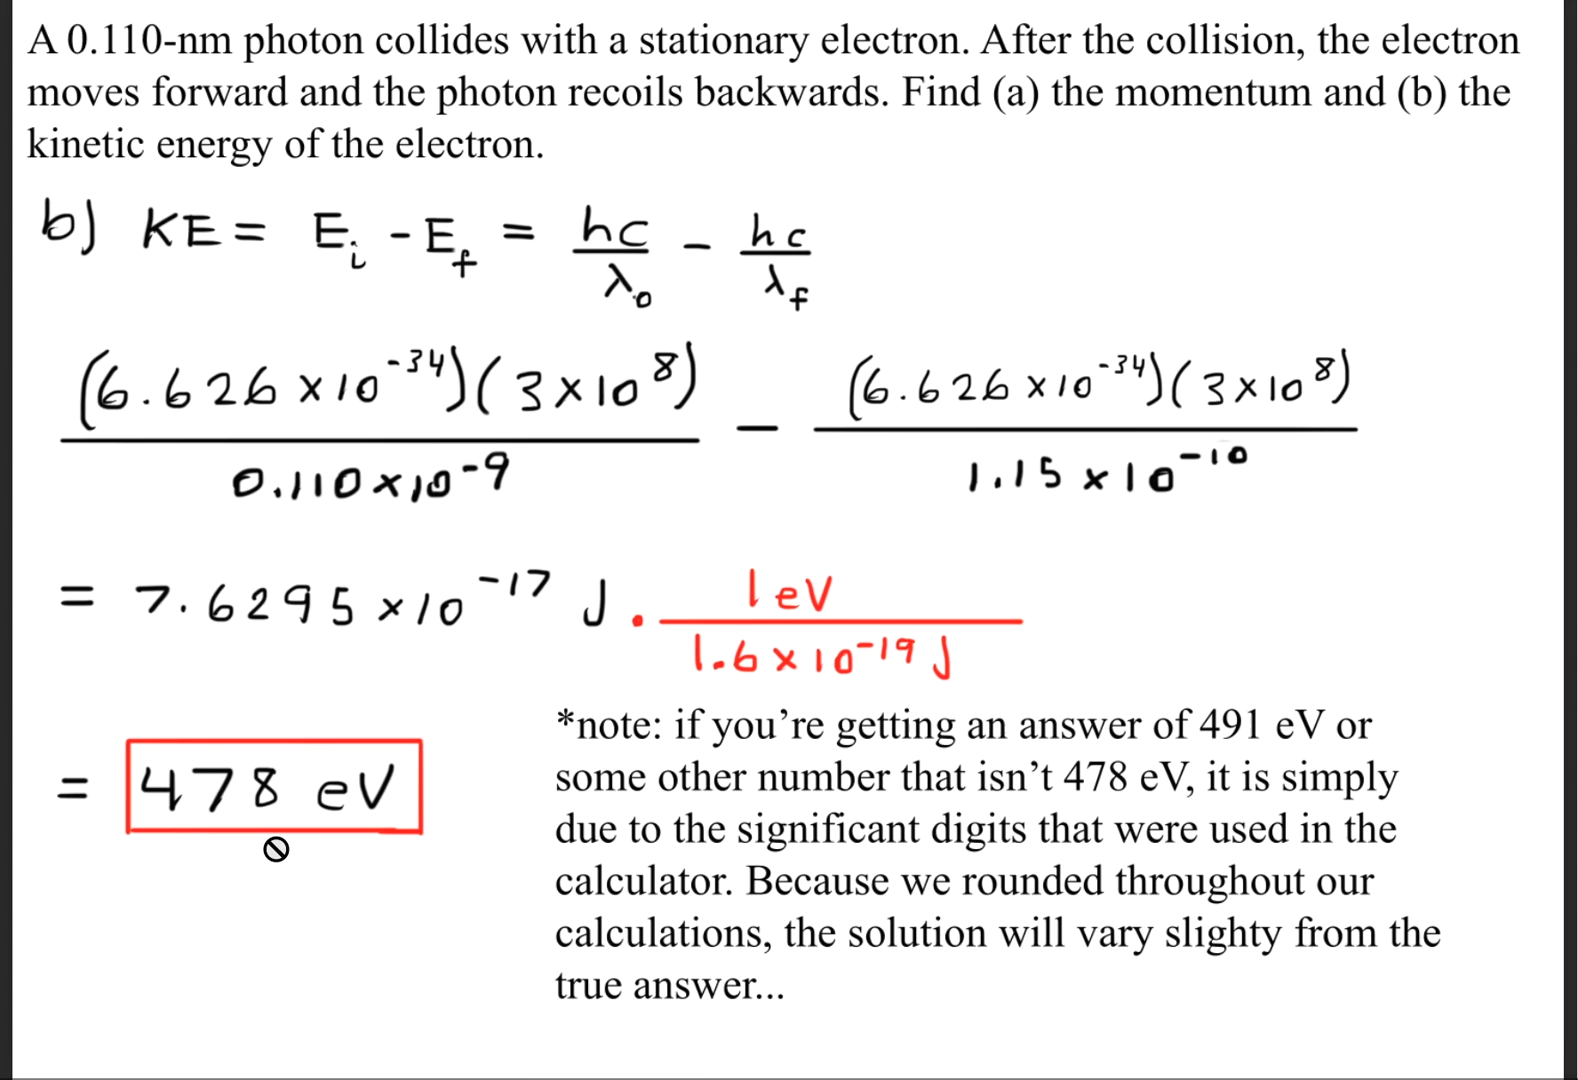 A 0.110-nm photon collides with a stationary electron. After the collision, the electron
moves forward and the photon recoils backwards. Find (a) the momentum and (b) the
kinetic energy of the electron.
b) KE = E_i - E_f = hc/λ_0 - hc/λ_f
(6.626 × 10^-34)(3 × 10^8) / 0.110 × 10^-9 - (6.626 × 10^-34)(3 × 10^8) / 1.15 × 10^-10
= 7.6295 × 10^-17 J · 1 eV / 1.6 × 10^-19 J
= 478 eV
*note: if you’re getting an answer of 491 eV or
some other number that isn’t 478 eV, it is simply
due to the significant digits that were used in the
calculator. Because we rounded throughout our
calculations, the solution will vary slighty from the
true answer...